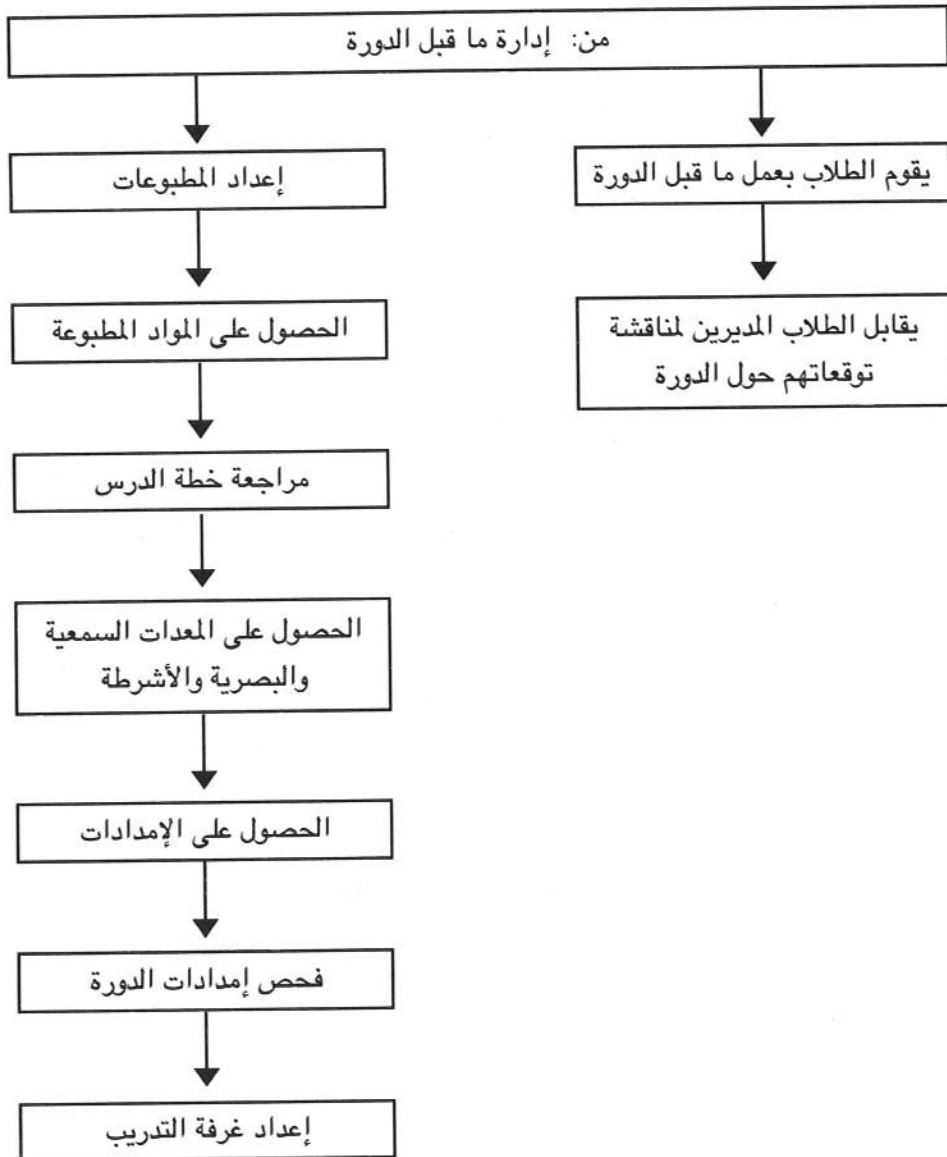 من: إدارة ما قبل الدورة
يقوم الطلاب بعمل ما قبل الدورة
يقابل الطلاب المديرين لمناقشة
توقعاتهم حول الدورة
إعداد المطبوعات
الحصول على المواد المطبوعة
مراجعة خطة الدرس
الحصول على المعدات السمعية
والبصرية والأشرطة
الحصول على الإمدادات
فحص إمدادات الدورة
إعداد غرفة التدريب